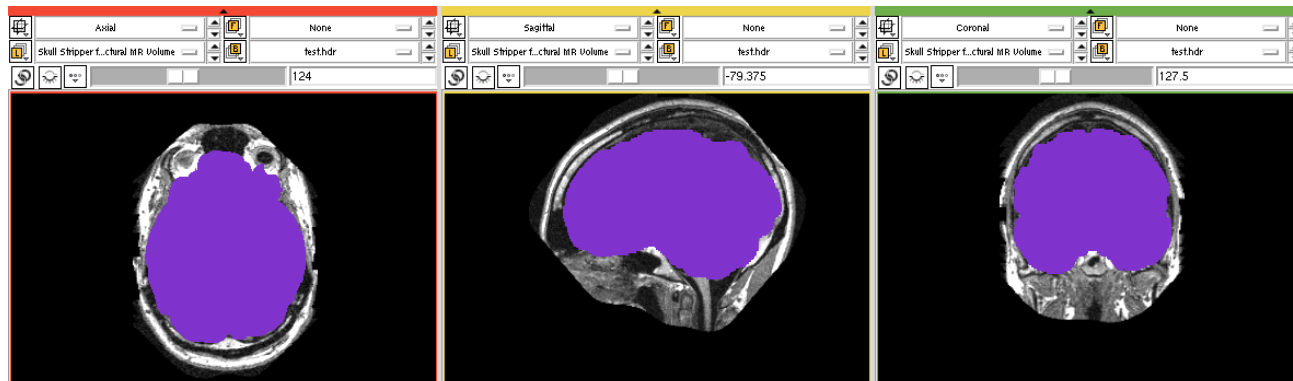 Axial None Sagittal None Coronal None
L Skull Stripper f...ctural MR Volume B test.hdr L Skull Stripper f...ctural MR Volume B test.hdr L Skull Stripper f...ctural MR Volume B test.hdr
124 -79.375 127.5